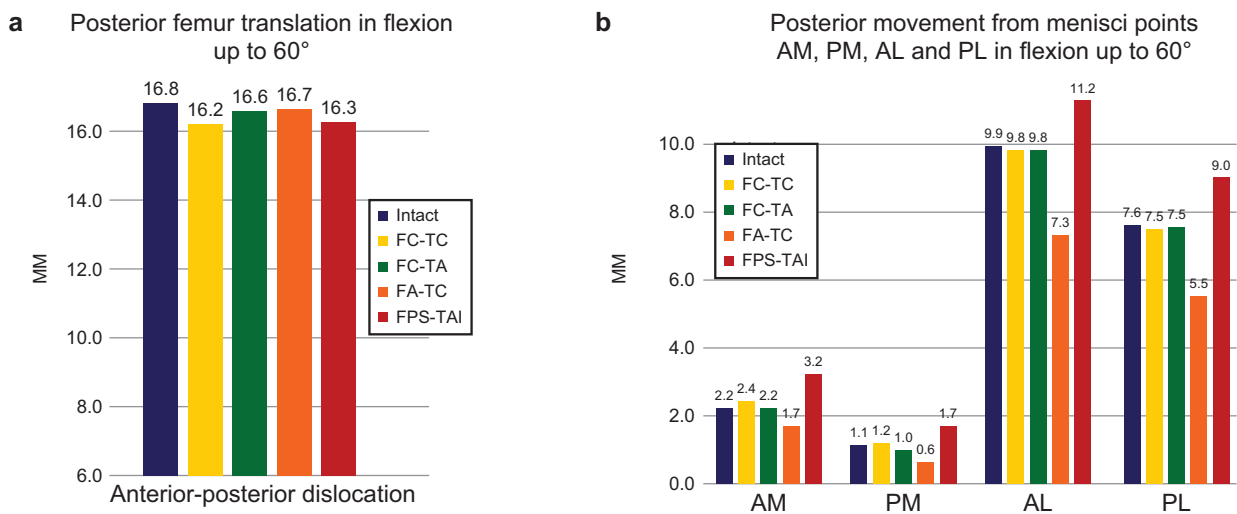 a
Posterior femur translation in flexion
up to 60°
16.8
16.2
16.6
16.7
16.3
16.0
14.0
12.0
10.0
8.0
6.0
MM
Intact
FC-TC
FC-TA
FA-TC
FPS-TAI
Anterior-posterior dislocation
b
Posterior movement from menisci points
AM, PM, AL and PL in flexion up to 60°
10.0
8.0
6.0
4.0
2.0
0.0
MM
Intact
FC-TC
FC-TA
FA-TC
FPS-TAI
2.2
2.4
2.2
1.7
3.2
1.1
1.2
1.0
0.6
1.7
9.9
9.8
9.8
7.3
11.2
7.6
7.5
7.5
5.5
9.0
AM
PM
AL
PL